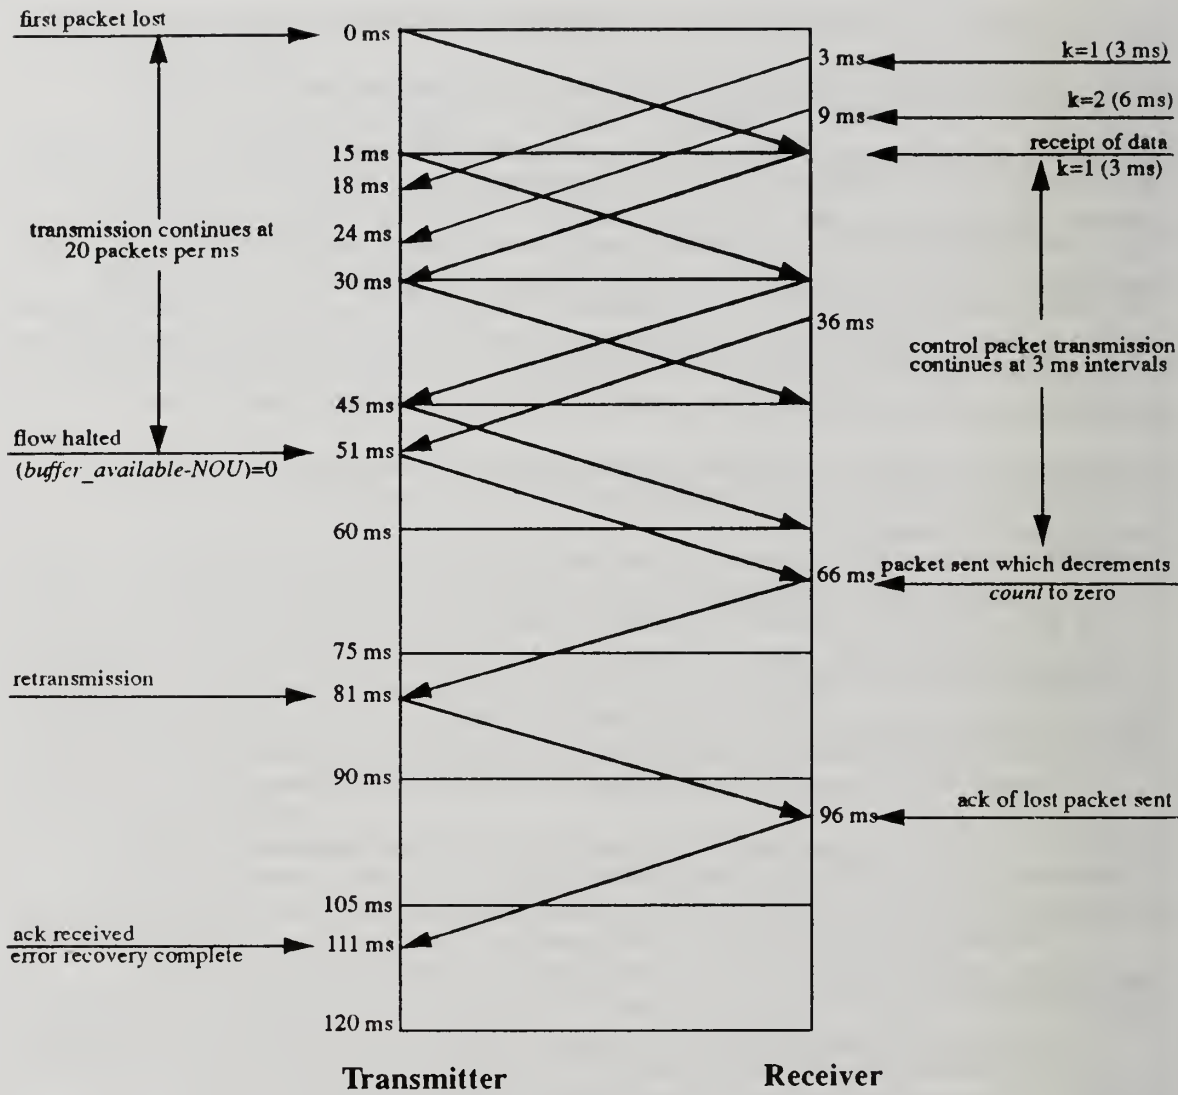 first packet lost
0 ms
3 ms
k=1 (3 ms)
9 ms
k=2 (6 ms)
15 ms
receipt of data
k=1 (3 ms)
18 ms
transmission continues at
20 packets per ms
24 ms
30 ms
36 ms
control packet transmission
continues at 3 ms intervals
45 ms
flow halted
51 ms
(buffer_available-NOU)=0
60 ms
66 ms
packet sent which decrements
count to zero
75 ms
retransmission
81 ms
90 ms
96 ms
ack of lost packet sent
105 ms
ack received
111 ms
error recovery complete
120 ms
Transmitter
Receiver